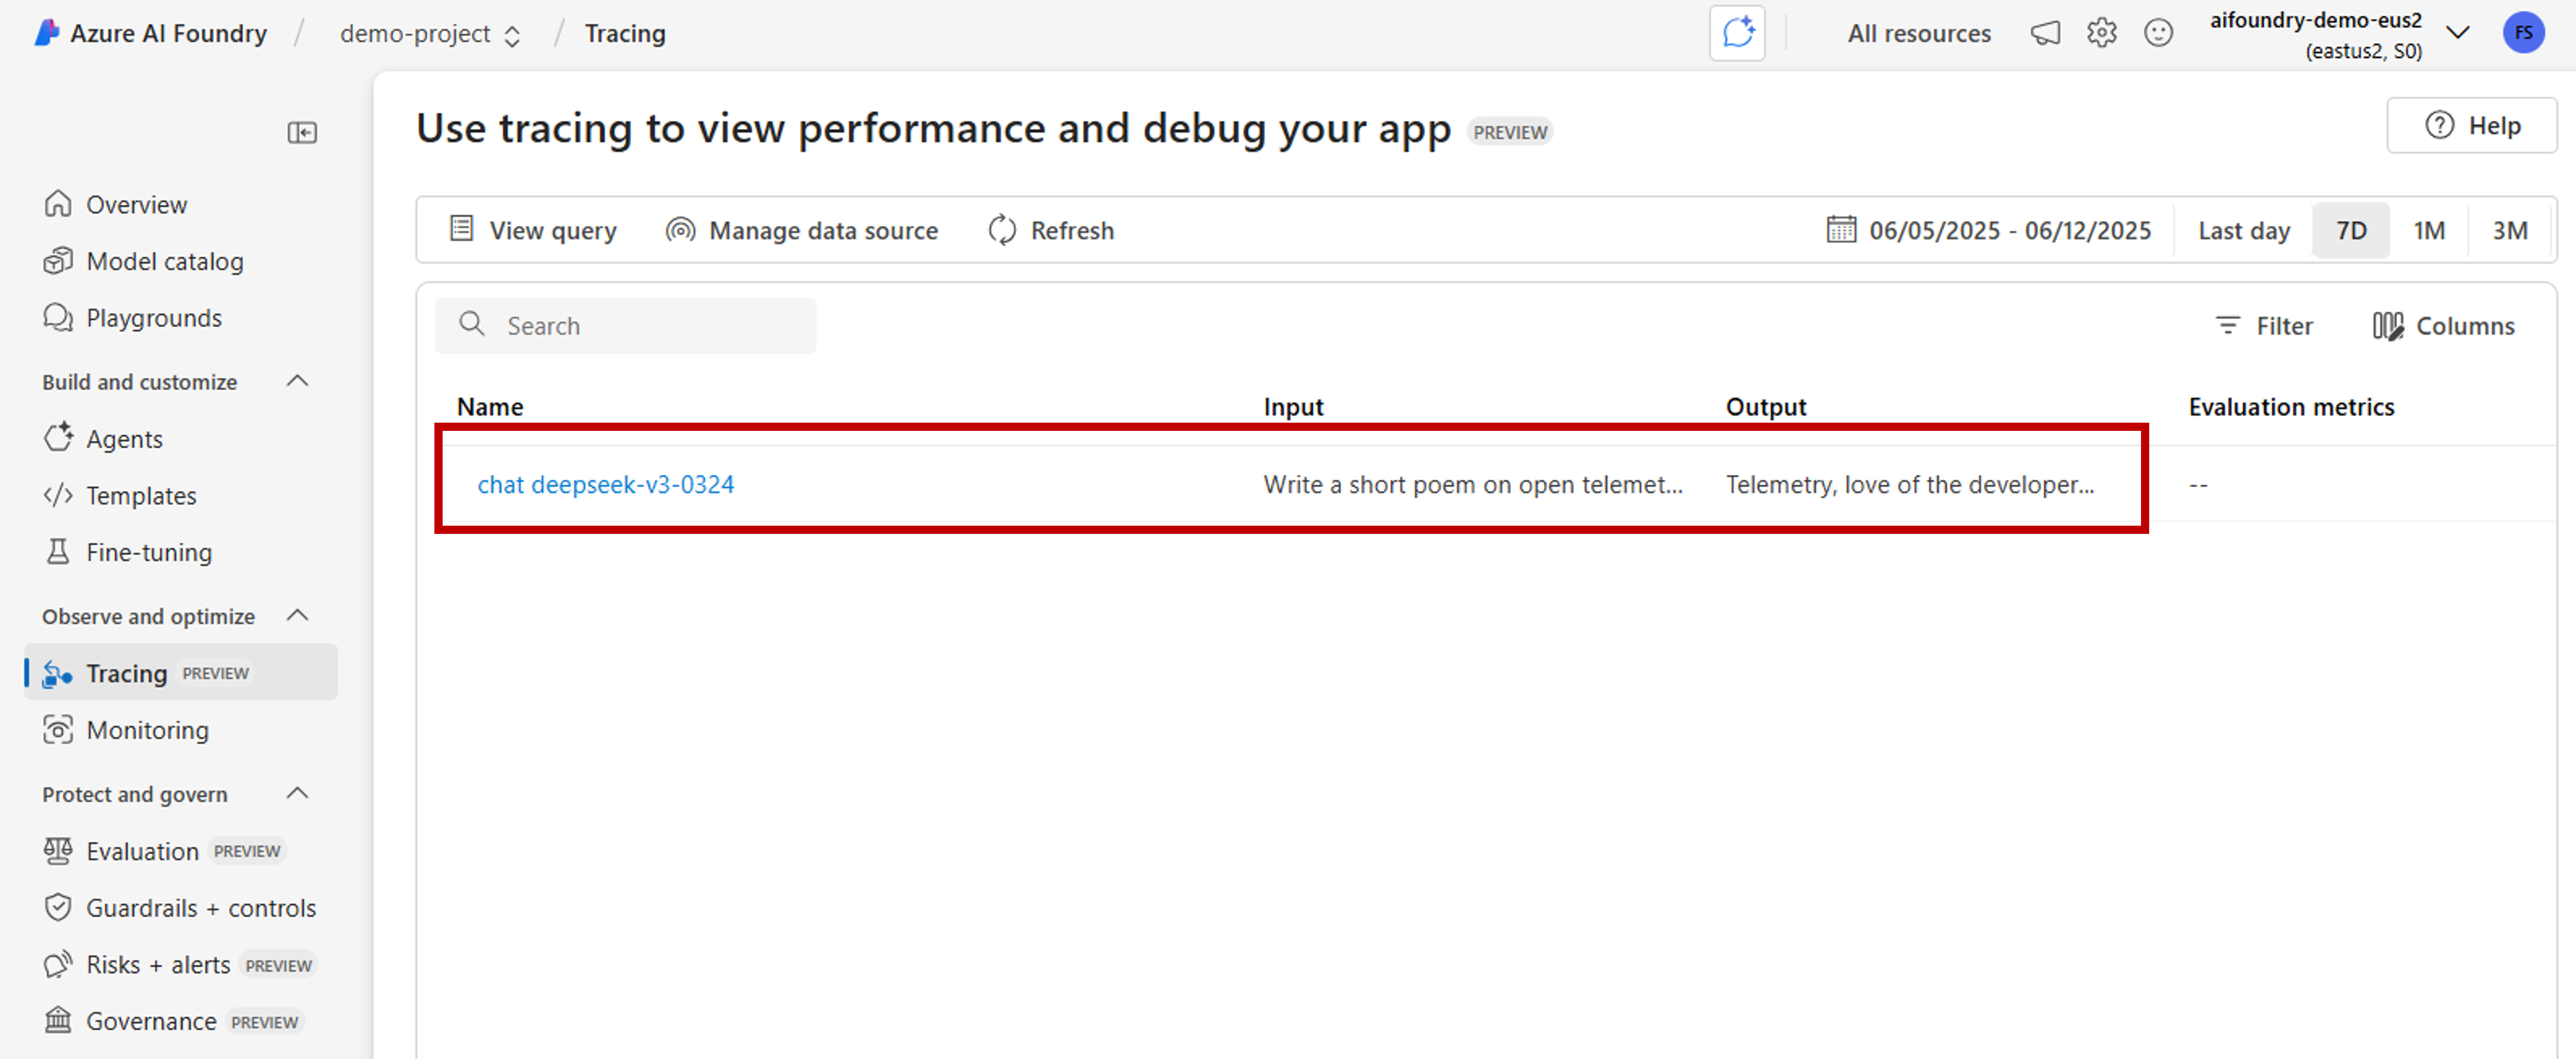 Azure AI Foundry / demo-project / Tracing
All resources
aifoundry-demo-eus2
(eastus2, S0)
FS
Use tracing to view performance and debug your app PREVIEW
Help
View query Manage data source Refresh
06/05/2025 - 06/12/2025 Last day 7D 1M 3M
Search
Filter Columns
Name Input Output Evaluation metrics
chat deepseek-v3-0324 Write a short poem on open telemet... Telemetry, love of the developer... --
Overview
Model catalog
Playgrounds
Build and customize
Agents
Templates
Fine-tuning
Observe and optimize
Tracing PREVIEW
Monitoring
Protect and govern
Evaluation PREVIEW
Guardrails + controls
Risks + alerts PREVIEW
Governance PREVIEW